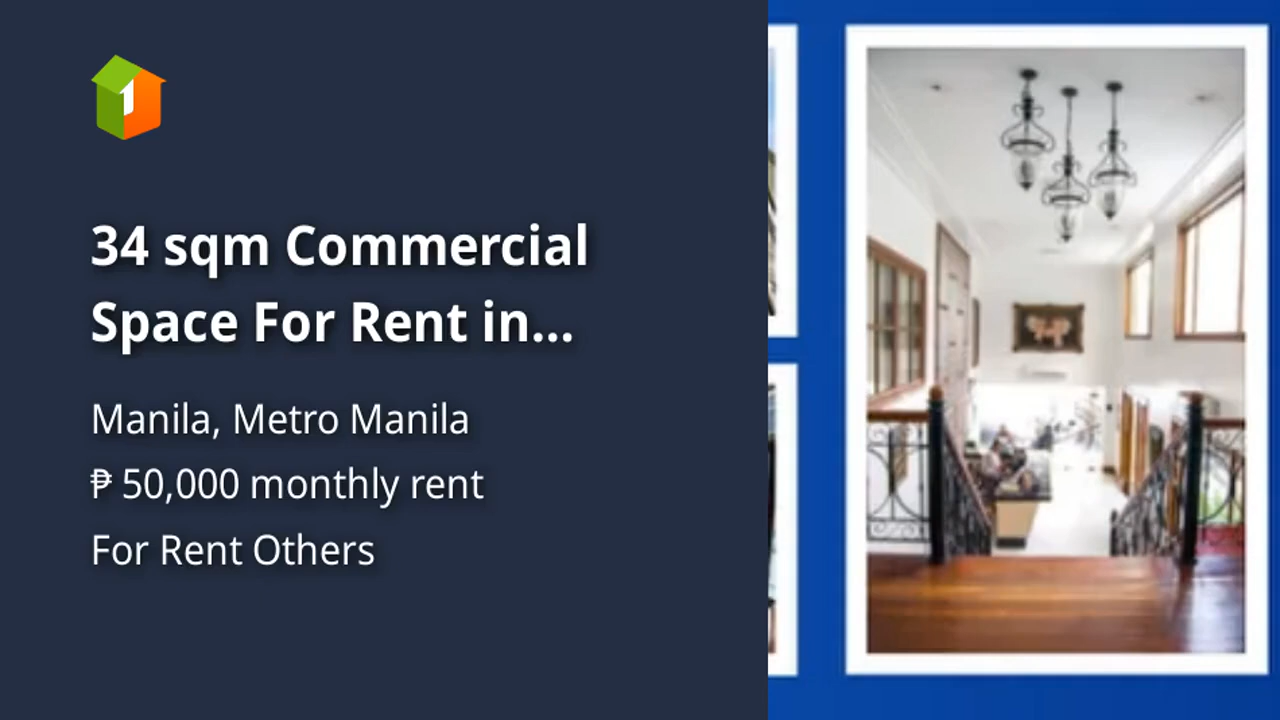 34 sqm Commercial
Space For Rent in...
Manila, Metro Manila
₱ 50,000 monthly rent
For Rent Others